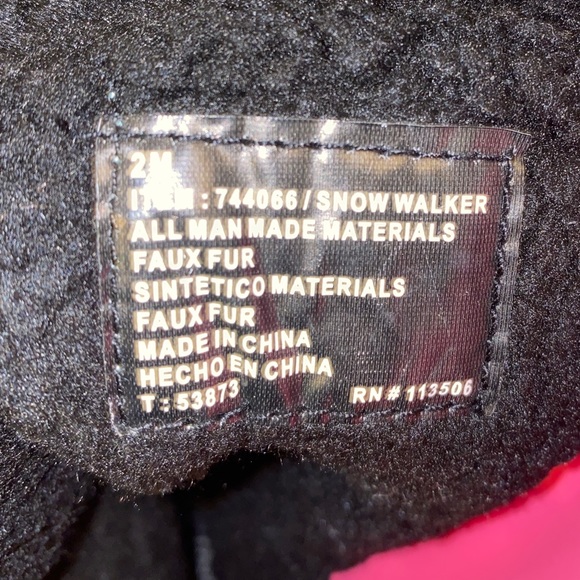 2M
ITEM : 744066 / SNOW WALKER
ALL MAN MADE MATERIALS
FAUX FUR
SINTETICO MATERIALS
FAUX FUR
MADE IN CHINA
HECHO EN CHINA
T : 53873 RN # 113506